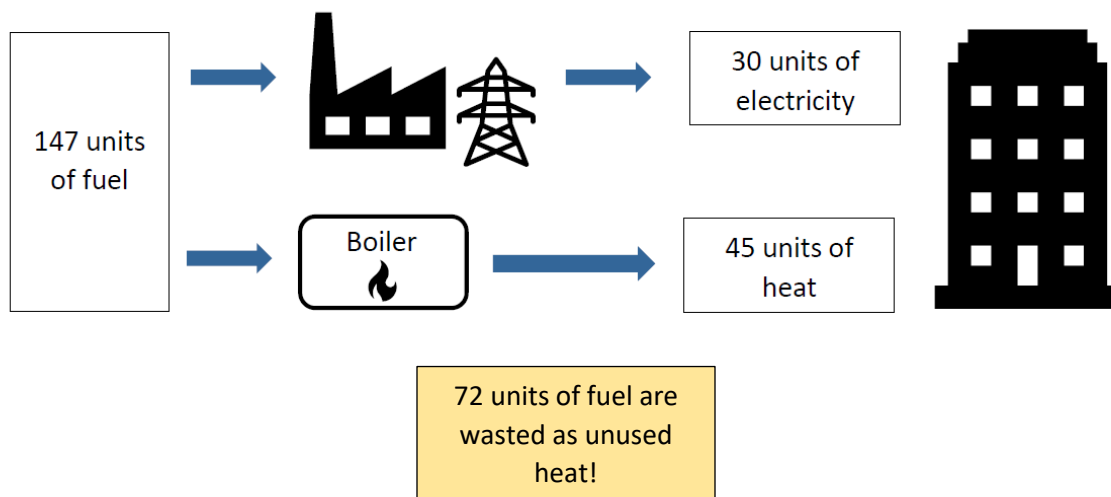 147 units
of fuel
30 units of
electricity
Boiler
45 units of
heat
72 units of fuel are
wasted as unused
heat!